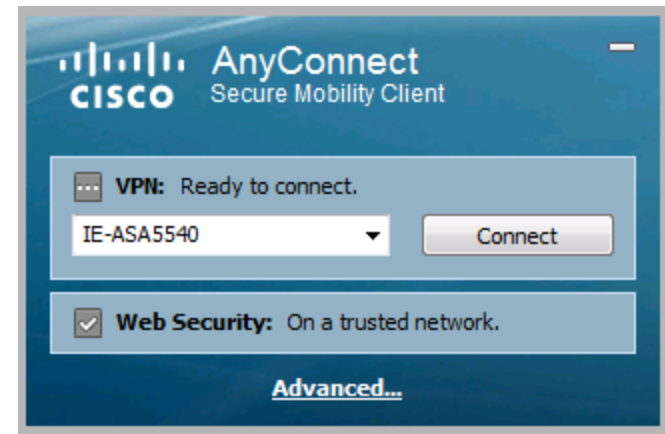 AnyConnect
CISCO Secure Mobility Client
VPN: Ready to connect.
IE-ASA5540 Connect
Web Security: On a trusted network.
Advanced...